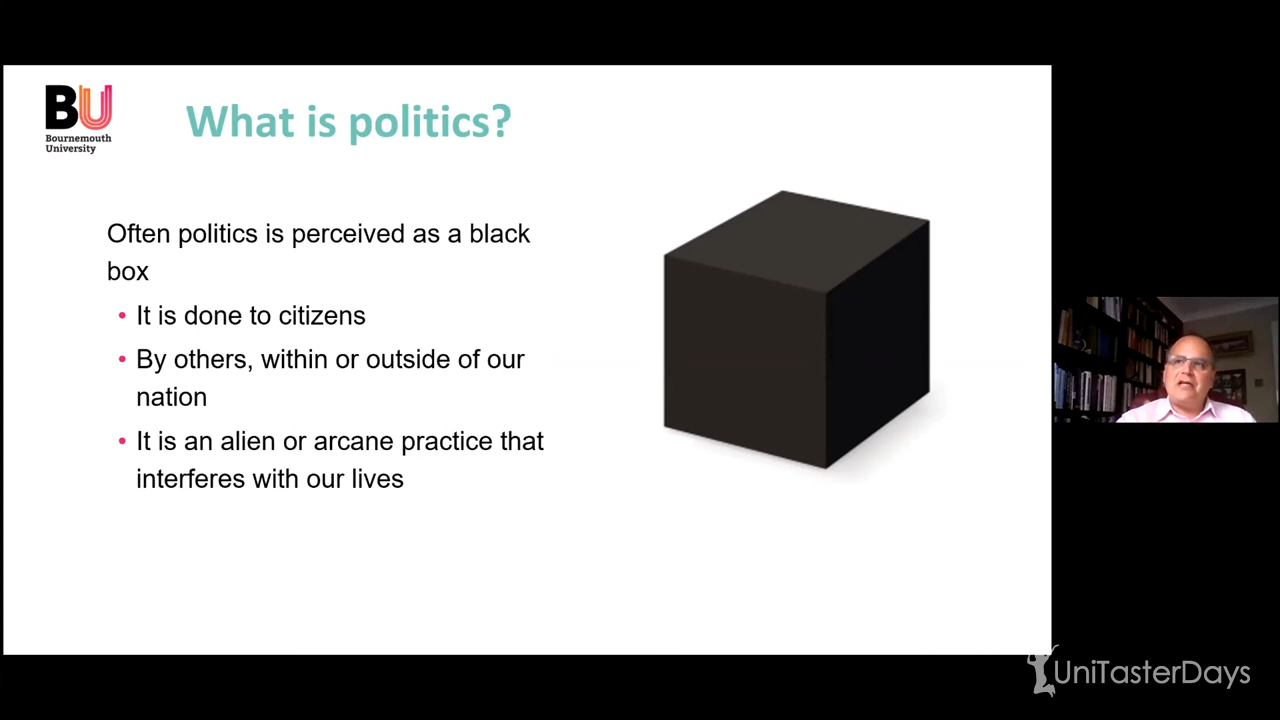 BU
Bournemouth
University
What is politics?
Often politics is perceived as a black
box
• It is done to citizens
• By others, within or outside of our
nation
• It is an alien or arcane practice that
interferes with our lives
UniTasterDays